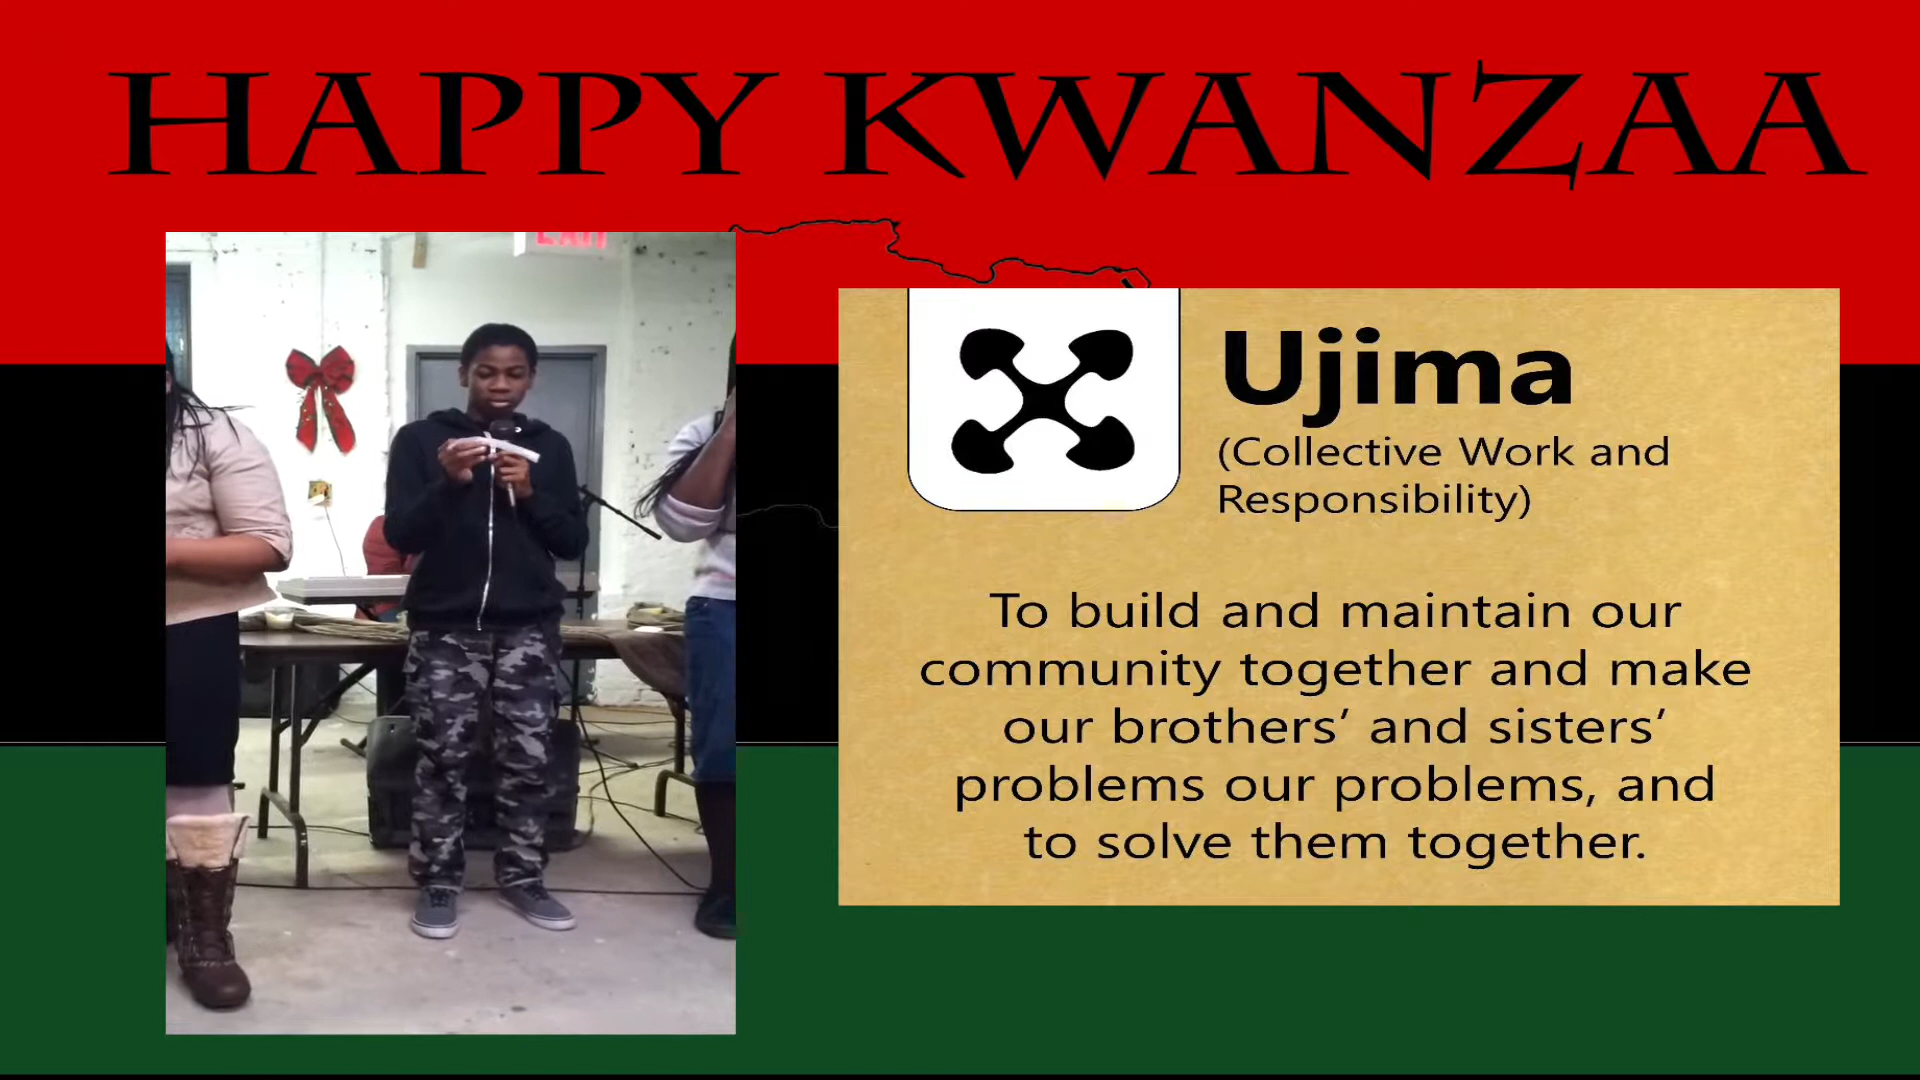 HAPPY KWANZAA
EXIT
Ujima
(Collective Work and
Responsibility)
To build and maintain our
community together and make
our brothers’ and sisters’
problems our problems, and
to solve them together.